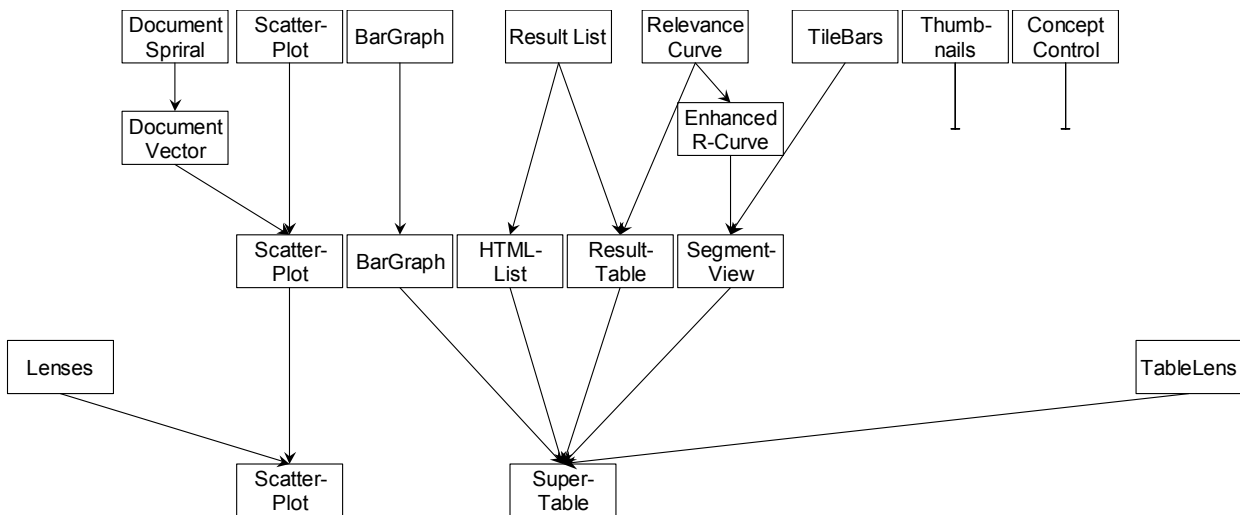 Document
Spriral
Scatter-
Plot
BarGraph
Result List
Relevance
Curve
TileBars
Thumb-
nails
Concept
Control
Document
Vector
Enhanced
R-Curve
Scatter-
Plot
BarGraph
HTML-
List
Result-
Table
Segment-
View
Lenses
TableLens
Scatter-
Plot
Super-
Table